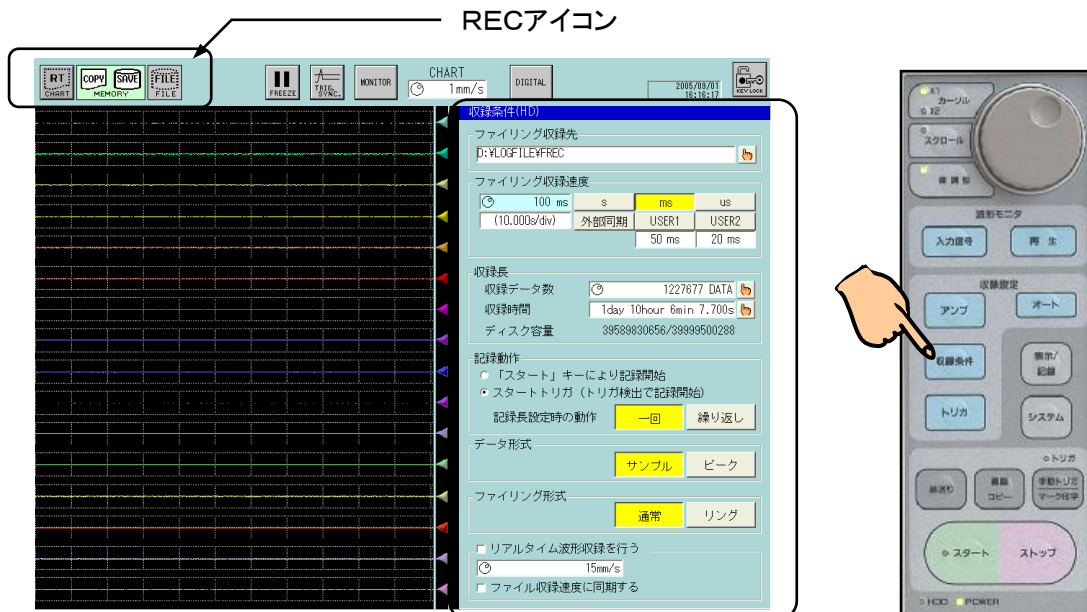 RECアイコン
RT
CHART
COPY
SAVE
MEMORY
FILE
FILE
FREEZE
TRIG.
SYNC.
MONITOR
CHART
1mm/s
DIGITAL
2005/09/01
16:16:17
KEY LOCK
収録条件(HD)
ファイリング収録先
D:¥LOGFILE¥FREC
ファイリング収録速度
100 ms
s
ms
us
(10.000s/div)
外部同期
USER1
USER2
50 ms
20 ms
収録長
収録データ数
1227677 DATA
収録時間
1day 10hour 6min 7.700s
ディスク容量
39589830656/39999500288
記録動作
「スタート」キーにより記録開始
スタートトリガ (トリガ検出で記録開始)
記録長設定時の動作
一回
繰り返し
データ形式
サンプル
ピーク
ファイリング形式
通常
リング
リアルタイム波形収録を行う
15mm/s
ファイル収録速度に同期する
X1
カーソル
X2
スクロール
微調整
波形モニタ
入力信号
再生
収録設定
アンプ
オート
収録条件
表示/
記録
トリガ
システム
トリガ
紙送り
画面
コピー
手動トリガ
マーク印字
スタート
ストップ
HDD
POWER